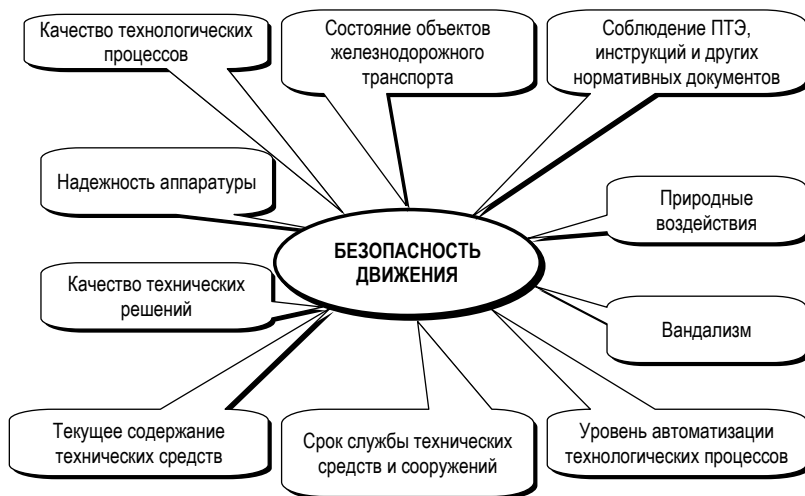 Качество технологических
процессов
Состояние объектов
железнодорожного
транспорта
Соблюдение ПТЭ,
инструкций и других
нормативных документов
Надежность аппаратуры
Природные
воздействия
БЕЗОПАСНОСТЬ
ДВИЖЕНИЯ
Качество технических
решений
Вандализм
Текущее содержание
технических средств
Срок службы технических
средств и сооружений
Уровень автоматизации
технологических процессов